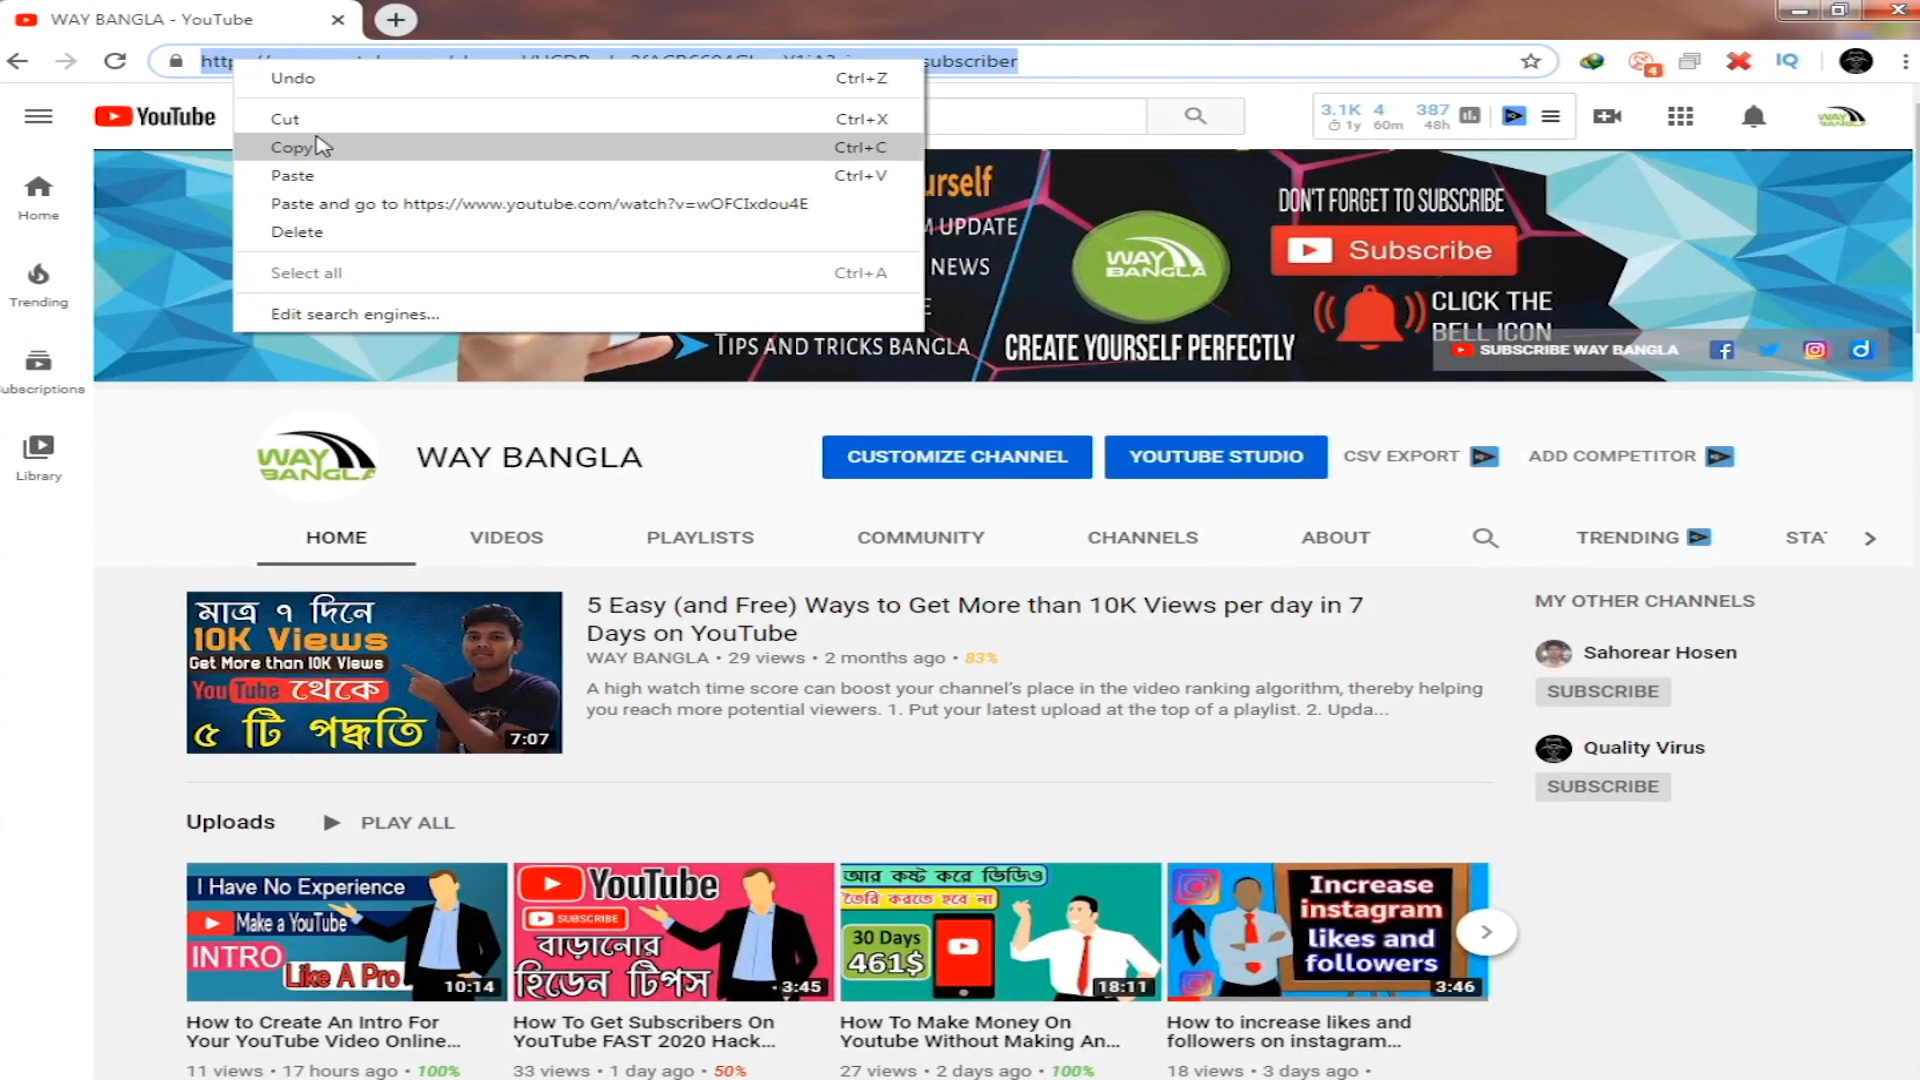 WAY BANGLA - YouTube
subscriber
4
IQ
Undo Ctrl+Z
Cut Ctrl+X
Copy Ctrl+C
Paste Ctrl+V
Paste and go to https://www.youtube.com/watch?v=wOFCIxdou4E
Delete
Select all Ctrl+A
Edit search engines...
YouTube
3.1K 4 387
1y 60m 48h
WAY BANGLA
Home
Trending
ubscriptions
Library
urself
UPDATE
NEWS
TIPS AND TRICKS BANGLA
WAY
BANGLA
CREATE YOURSELF PERFECTLY
DON'T FORGET TO SUBSCRIBE
Subscribe
CLICK THE
BELL ICON
SUBSCRIBE WAY BANGLA
WAY
BANGLA
WAY BANGLA
CUSTOMIZE CHANNEL
YOUTUBE STUDIO
CSV EXPORT
ADD COMPETITOR
HOME VIDEOS PLAYLISTS COMMUNITY CHANNELS ABOUT TRENDING STA
মাত্র ৭ দিনে
10K Views
Get More than 10K Views
YouTube থেকে
৫ টি পদ্ধতি
7:07
5 Easy (and Free) Ways to Get More than 10K Views per day in 7
Days on YouTube
WAY BANGLA • 29 views • 2 months ago • 83%
A high watch time score can boost your channel's place in the video ranking algorithm, thereby helping
you reach more potential viewers. 1. Put your latest upload at the top of a playlist. 2. Upda...
MY OTHER CHANNELS
Sahorear Hosen
SUBSCRIBE
Quality Virus
SUBSCRIBE
Uploads PLAY ALL
I Have No Experience
Make a YouTube
INTRO
Like A Pro
10:14
How to Create An Intro For
Your YouTube Video Online...
11 views • 17 hours ago • 100%
YouTube
SUBSCRIBE
বাড়ানোর
হিডেন টিপস
3:45
How To Get Subscribers On
YouTube FAST 2020 Hack...
33 views • 1 day ago • 50%
আর কষ্ট করে ভিডিও
তৈরি করতে হবে না
30 Days
461$
18:11
How To Make Money On
Youtube Without Making An...
27 views • 2 days ago • 100%
Increase
instagram
likes and
followers
3:46
How to increase likes and
followers on instagram...
18 views • 3 days ago •